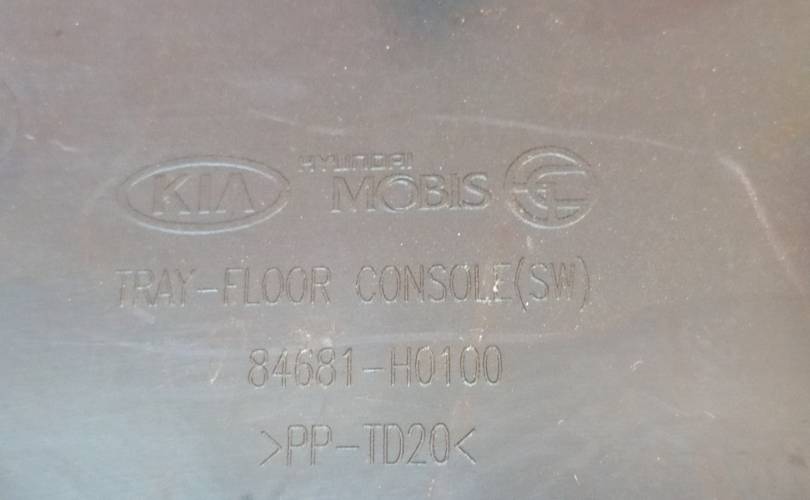 KIA HYUNDAI MOBIS
TRAY-FLOOR CONSOLE(SW)
84681-H0100
>PP-TD20<